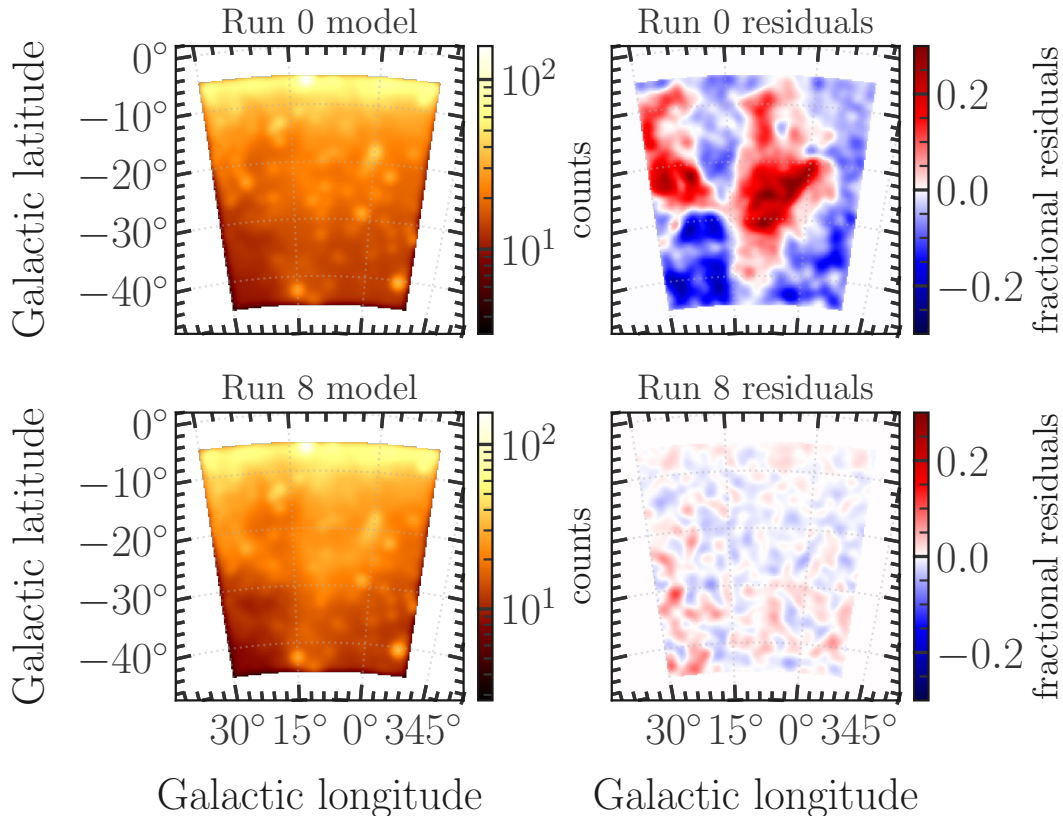 Run 0 model
Run 0 residuals
Galactic latitude
0°
−10°
−20°
−30°
−40°
10²
10¹
counts
0.2
0.0
−0.2
fractional residuals
Run 8 model
Run 8 residuals
Galactic latitude
0°
−10°
−20°
−30°
−40°
10²
10¹
counts
0.2
0.0
−0.2
fractional residuals
30° 15° 0° 345°
30° 15° 0° 345°
Galactic longitude
Galactic longitude